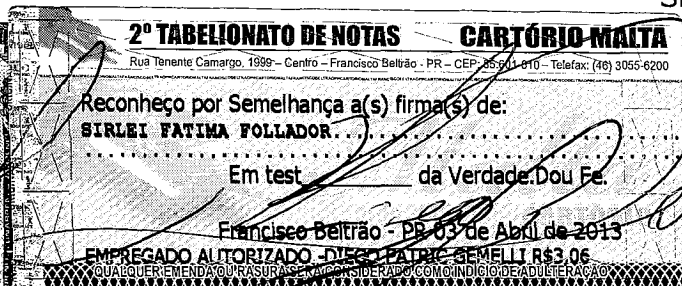 2º TABELIONATO DE NOTAS CARTÓRIO MALTA
Rua Tenente Camargo, 1999 – Centro – Francisco Beltrão - PR – CEP: 85.601-610 – Telefax: (46) 3055-6200
Reconheço por Semelhança a(s) firma(s) de:
SIRLEI FATIMA FOLLADOR
Em test________ da Verdade.Dou Fe.
Francisco Beltrão - PR 03 de Abril de 2013
EMPREGADO AUTORIZADO -DIEGO PATRIC GEMELLI R$3,06
QUALQUER EMENDA OU RASURA SERÁ CONSIDERADO COMO INDÍCIO DE ADULTERAÇÃO